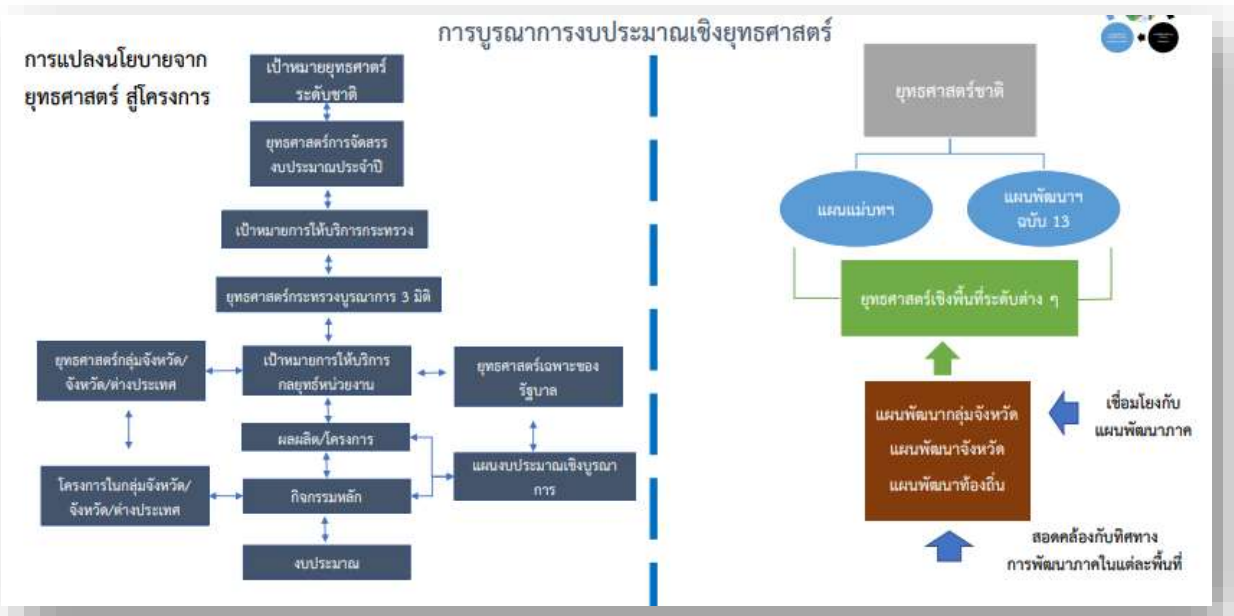 การบูรณาการงบประมาณเชิงยุทธศาสตร์
การแปลงนโยบายจาก
ยุทธศาสตร์ สู่โครงการ
เป้าหมายยุทธศาตร์
ระดับชาติ
ยุทธศาสตร์การจัดสรร
งบประมาณประจำปี
เป้าหมายการให้บริการกระทรวง
ยุทธศาสตร์กระทรวงบูรณาการ 3 มิติ
ยุทธศาสตร์กลุ่มจังหวัด/
จังหวัด/ต่างประเทศ
เป้าหมายการให้บริการ
กลยุทธ์หน่วยงาน
ยุทธศาสตร์เฉพาะของ
รัฐบาล
ผลผลิต/โครงการ
แผนงบประมาณเชิงบูรณา
การ
โครงการในกลุ่มจังหวัด/
จังหวัด/ต่างประเทศ
กิจกรรมหลัก
งบประมาณ
ยุทธศาสตร์ชาติ
แผนแม่บทฯ
แผนพัฒนาฯ
ฉบับ 13
ยุทธศาสตร์เชิงพื้นที่ระดับต่าง ๆ
แผนพัฒนากลุ่มจังหวัด
แผนพัฒนาจังหวัด
แผนพัฒนาท้องถิ่น
เชื่อมโยงกับ
แผนพัฒนาภาค
สอดคล้องกับทิศทาง
การพัฒนาภาคในแต่ละพื้นที่